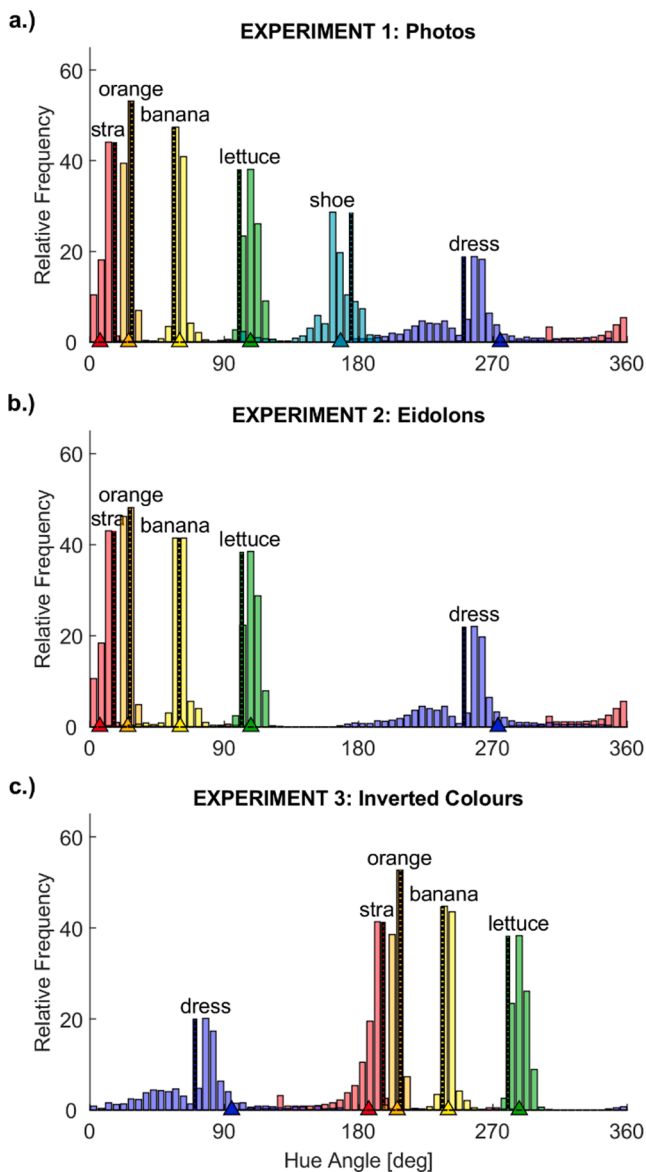 a.)
EXPERIMENT 1: Photos
Relative Frequency
60
40
20
0
stra
orange
banana
lettuce
shoe
dress
0 90 180 270 360
b.)
EXPERIMENT 2: Eidolons
Relative Frequency
60
40
20
0
stra
orange
banana
lettuce
dress
0 90 180 270 360
c.)
EXPERIMENT 3: Inverted Colours
Relative Frequency
60
40
20
0
dress
stra
orange
banana
lettuce
0 90 180 270 360
Hue Angle [deg]